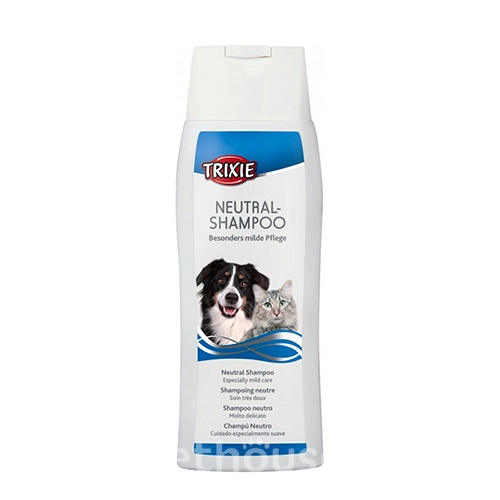 TRIXIE
NEUTRAL-
SHAMPOO
Besonders milde Pflege
Neutral Shampoo
Especially mild care
Shampoing neutre
Soin très doux
Shampoo neutro
Molto delicato
Champú Neutro
Cuidado especialmente suave